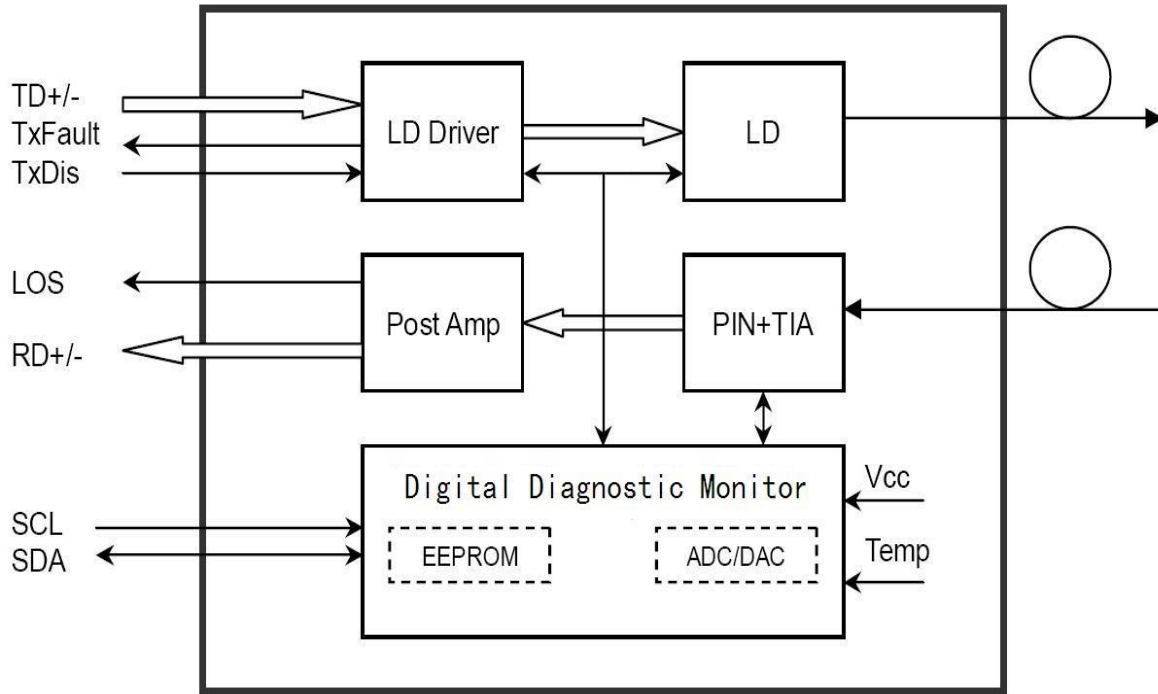 TD+/-
TxFault
TxDis
LD Driver
LD
LOS
RD+/-
Post Amp
PIN+TIA
Digital Diagnostic Monitor
Vcc
SCL
SDA
EEPROM
ADC/DAC
Temp